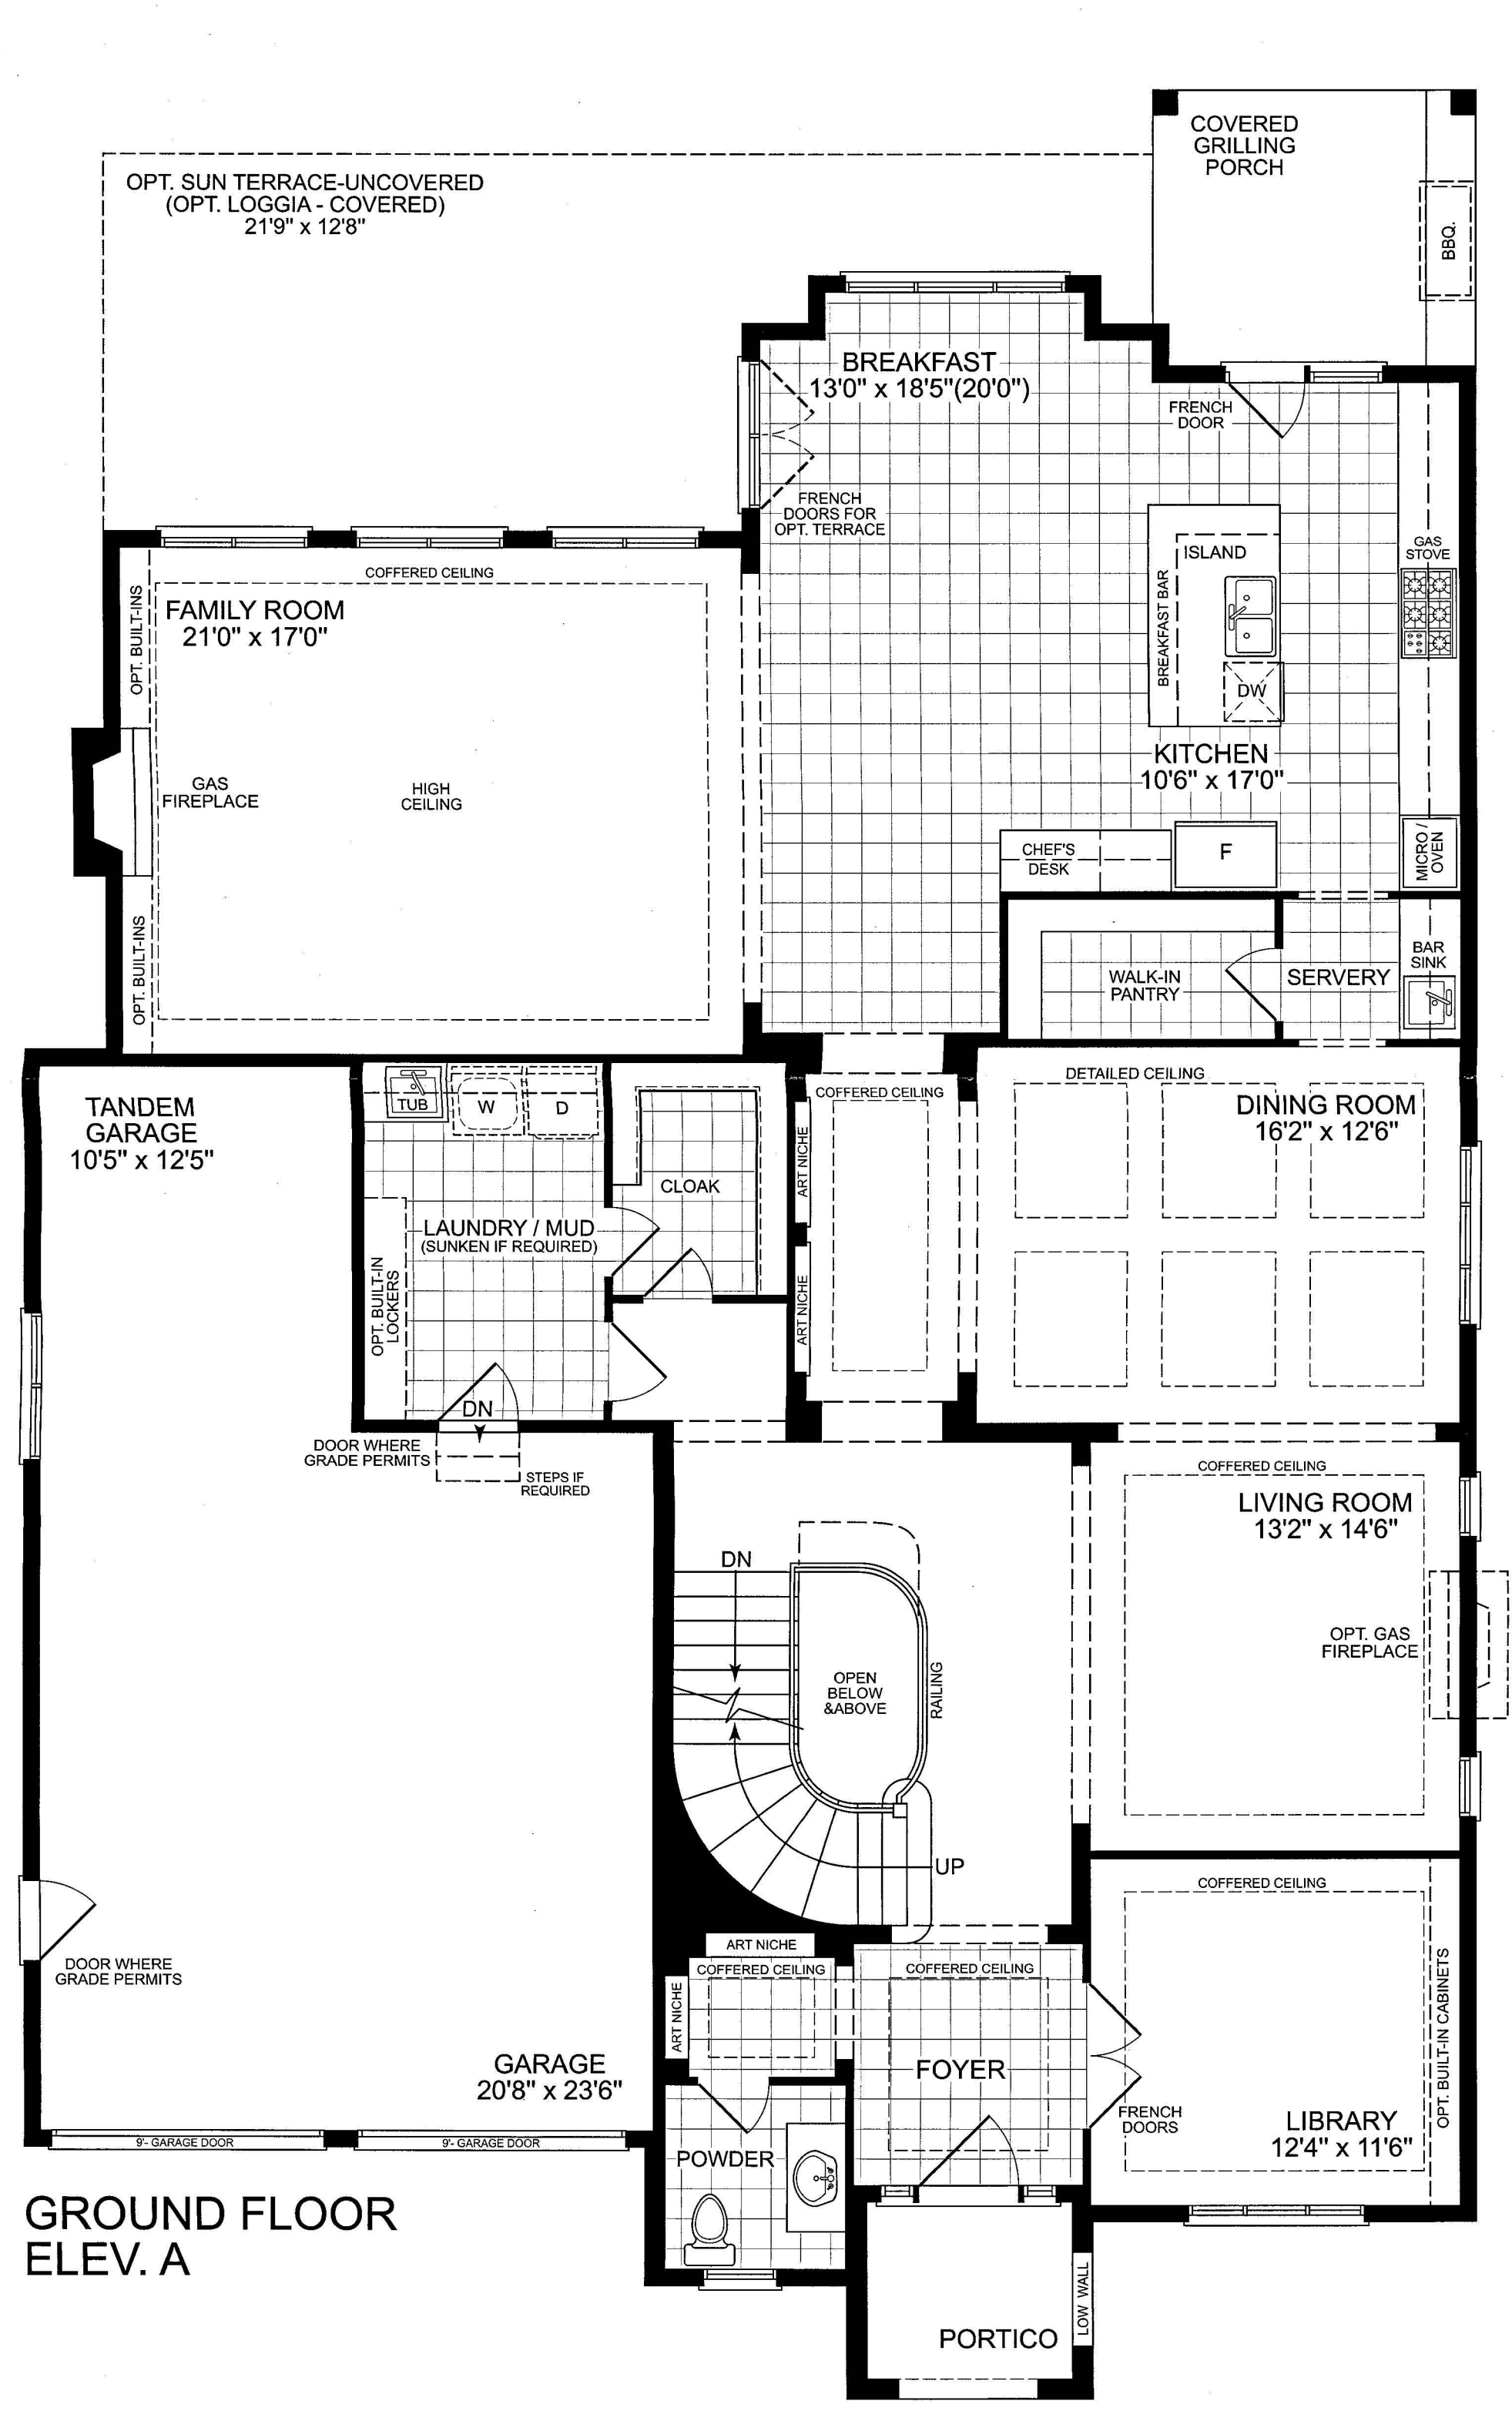 COVERED
GRILLING
PORCH
OPT. SUN TERRACE-UNCOVERED
(OPT. LOGGIA - COVERED)
21'9" x 12'8"
BBQ.
BREAKFAST
13'0" x 18'5"(20'0")
FRENCH
DOOR
FRENCH
DOORS FOR
OPT. TERRACE
ISLAND
BREAKFAST BAR
DW
GAS
STOVE
COFFERED CEILING
FAMILY ROOM
21'0" x 17'0"
OPT. BUILT-INS
GAS
FIREPLACE
HIGH
CEILING
OPT. BUILT-INS
KITCHEN
10'6" x 17'0"
CHEF'S
DESK
F
MICRO /
OVEN
WALK-IN
PANTRY
SERVERY
BAR
SINK
TANDEM
GARAGE
10'5" x 12'5"
TUB
W
D
CLOAK
LAUNDRY / MUD
(SUNKEN IF REQUIRED)
OPT. BUILT-IN
LOCKERS
DN
DOOR WHERE
GRADE PERMITS
STEPS IF
REQUIRED
COFFERED CEILING
ART NICHE
ART NICHE
DETAILED CEILING
DINING ROOM
16'2" x 12'6"
COFFERED CEILING
LIVING ROOM
13'2" x 14'6"
OPT. GAS
FIREPLACE
DN
OPEN
BELOW
&ABOVE
RAILING
UP
ART NICHE
COFFERED CEILING
ART NICHE
COFFERED CEILING
FOYER
COFFERED CEILING
OPT. BUILT-IN CABINETS
FRENCH
DOORS
LIBRARY
12'4" x 11'6"
DOOR WHERE
GRADE PERMITS
GARAGE
20'8" x 23'6"
9'- GARAGE DOOR
9'- GARAGE DOOR
POWDER
LOW WALL
PORTICO
GROUND FLOOR
ELEV. A